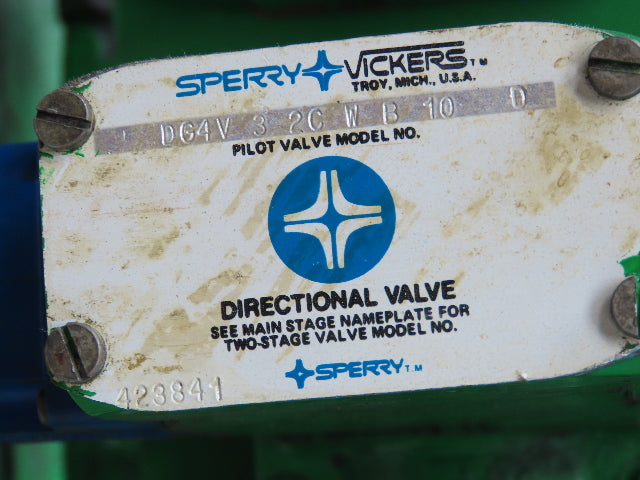 SPERRY VICKERS TM
TROY, MICH., U.S.A.
DG4V 3 2C W B 10 D
PILOT VALVE MODEL NO.
DIRECTIONAL VALVE
SEE MAIN STAGE NAMEPLATE FOR
TWO-STAGE VALVE MODEL NO.
SPERRY T.M
423841